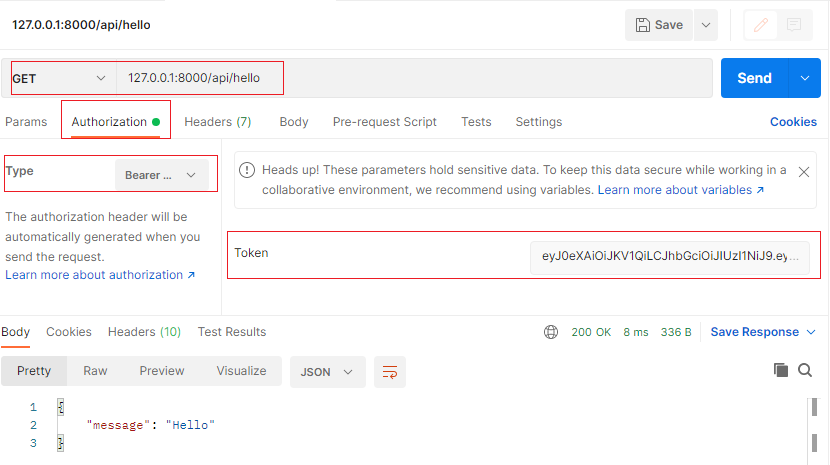 127.0.0.1:8000/api/hello
Save
GET 127.0.0.1:8000/api/hello
Send
Params Authorization Headers (7) Body Pre-request Script Tests Settings Cookies
Type Bearer ...
The authorization header will be
automatically generated when you
send the request.
Learn more about authorization ↗
Heads up! These parameters hold sensitive data. To keep this data secure while working in a
collaborative environment, we recommend using variables. Learn more about variables ↗
Token eyJ0eXAiOiJKV1QiLCJhbGciOiJIUzI1NiJ9.ey...
Body Cookies Headers (10) Test Results 200 OK 8 ms 336 B Save Response
Pretty Raw Preview Visualize JSON
1 {
2 "message": "Hello"
3 }